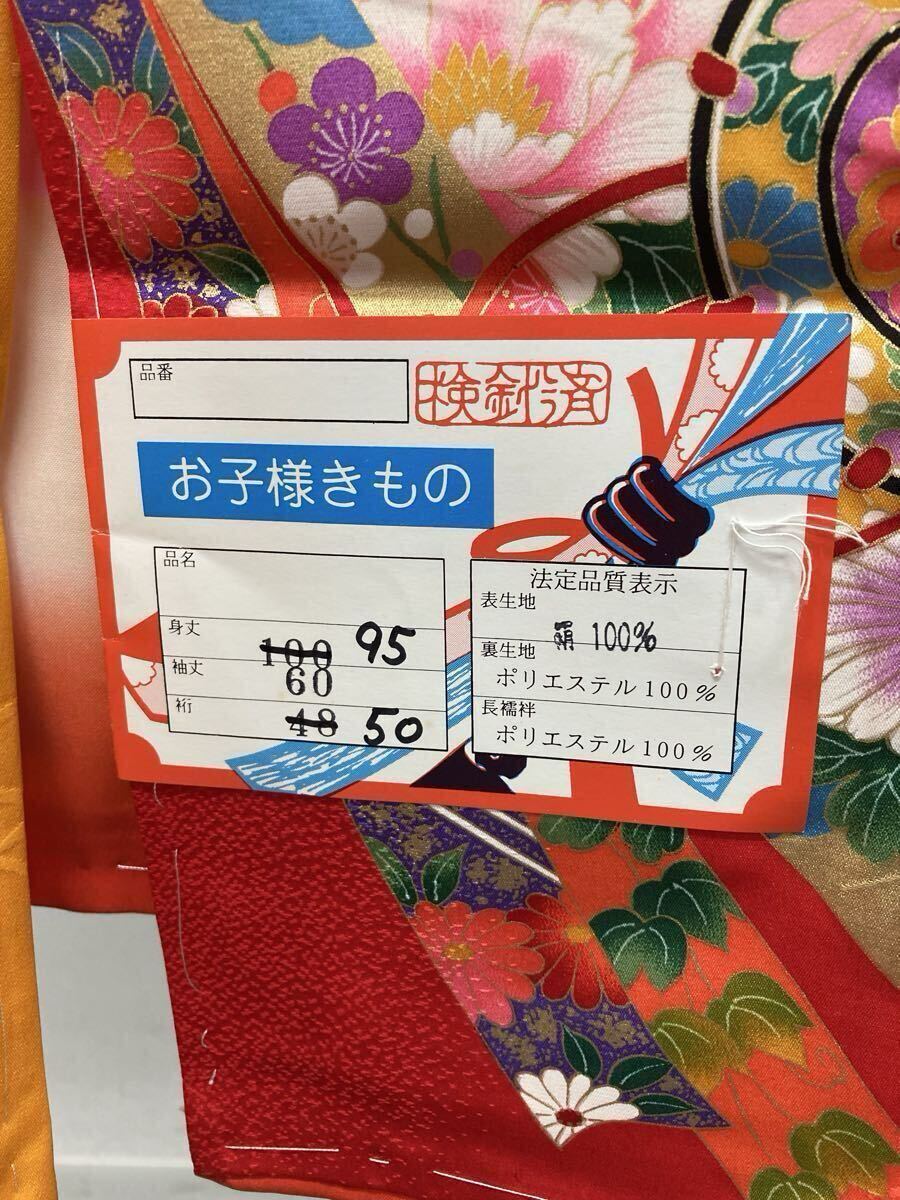 品番
検針済
お子様きもの
品名
身丈 100 95
袖丈 60
裄 48 50
法定品質表示
表生地
絹 100%
裏生地
ポリエステル100%
長襦袢
ポリエステル100%